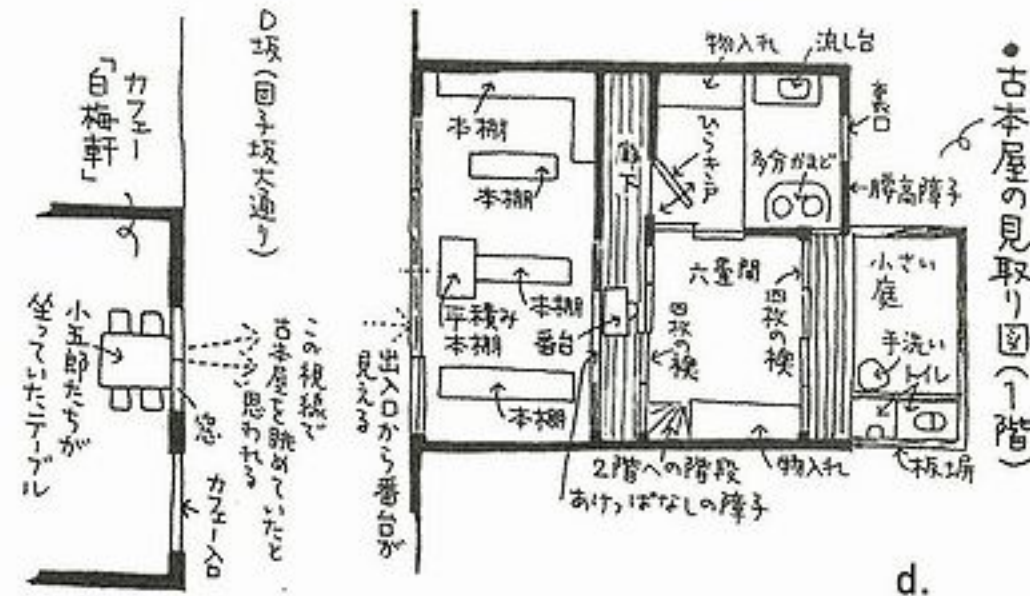 ●古本屋の見取り図(1階)
物入れ
流し台
裏口
腰高障子
ひらき戸
多分かまど
廊下
本棚
本棚
本棚
平積み
本棚
本棚
番台
六畳間
四枚の襖
四枚の襖
小さい
庭
手洗い
トイレ
板塀
物入れ
2階への階段
あけっぱなしの障子
出入口から番台が
見える
D坂(団子坂大通り)
この視線で
古本屋を眺めていたと
思われる
カフェー
「白梅軒」
小五郎たちが
坐っていたテーブル
窓
カフェー入口
d.